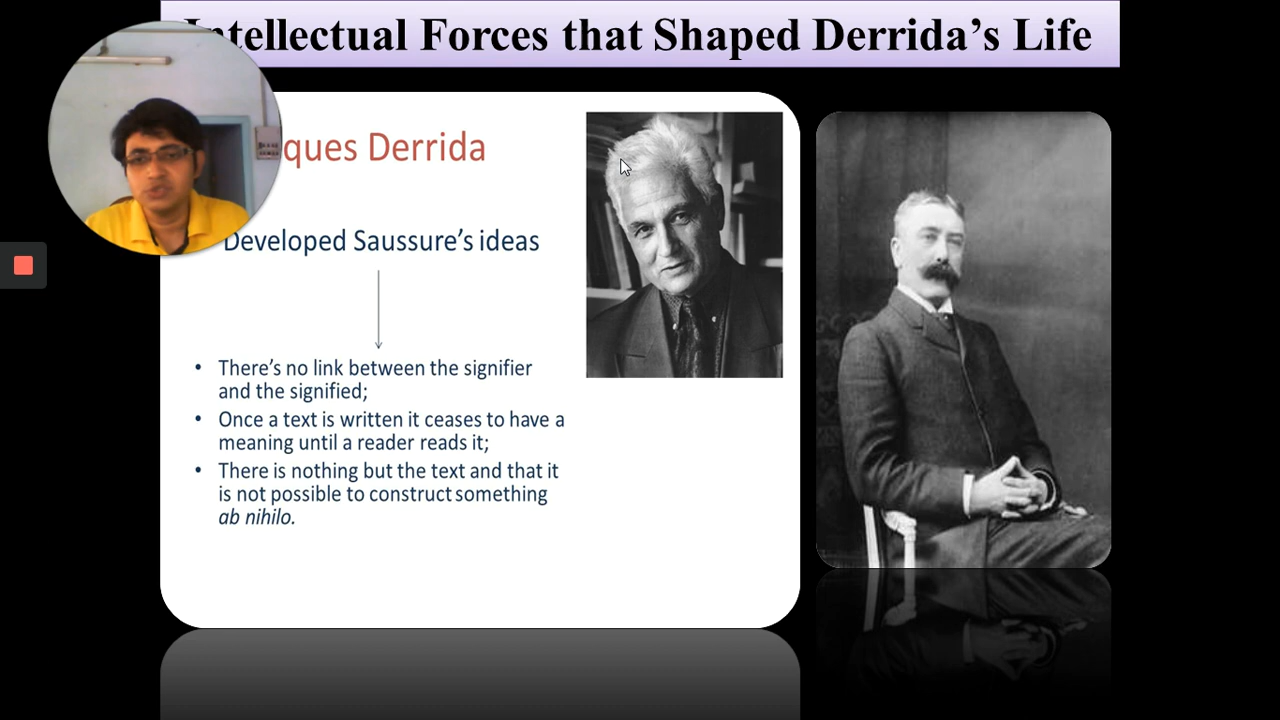 ntellectual Forces that Shaped Derrida’s Life
ques Derrida
Developed Saussure’s ideas
• There’s no link between the signifier
and the signified;
• Once a text is written it ceases to have a
meaning until a reader reads it;
• There is nothing but the text and that it
is not possible to construct something
ab nihilo.